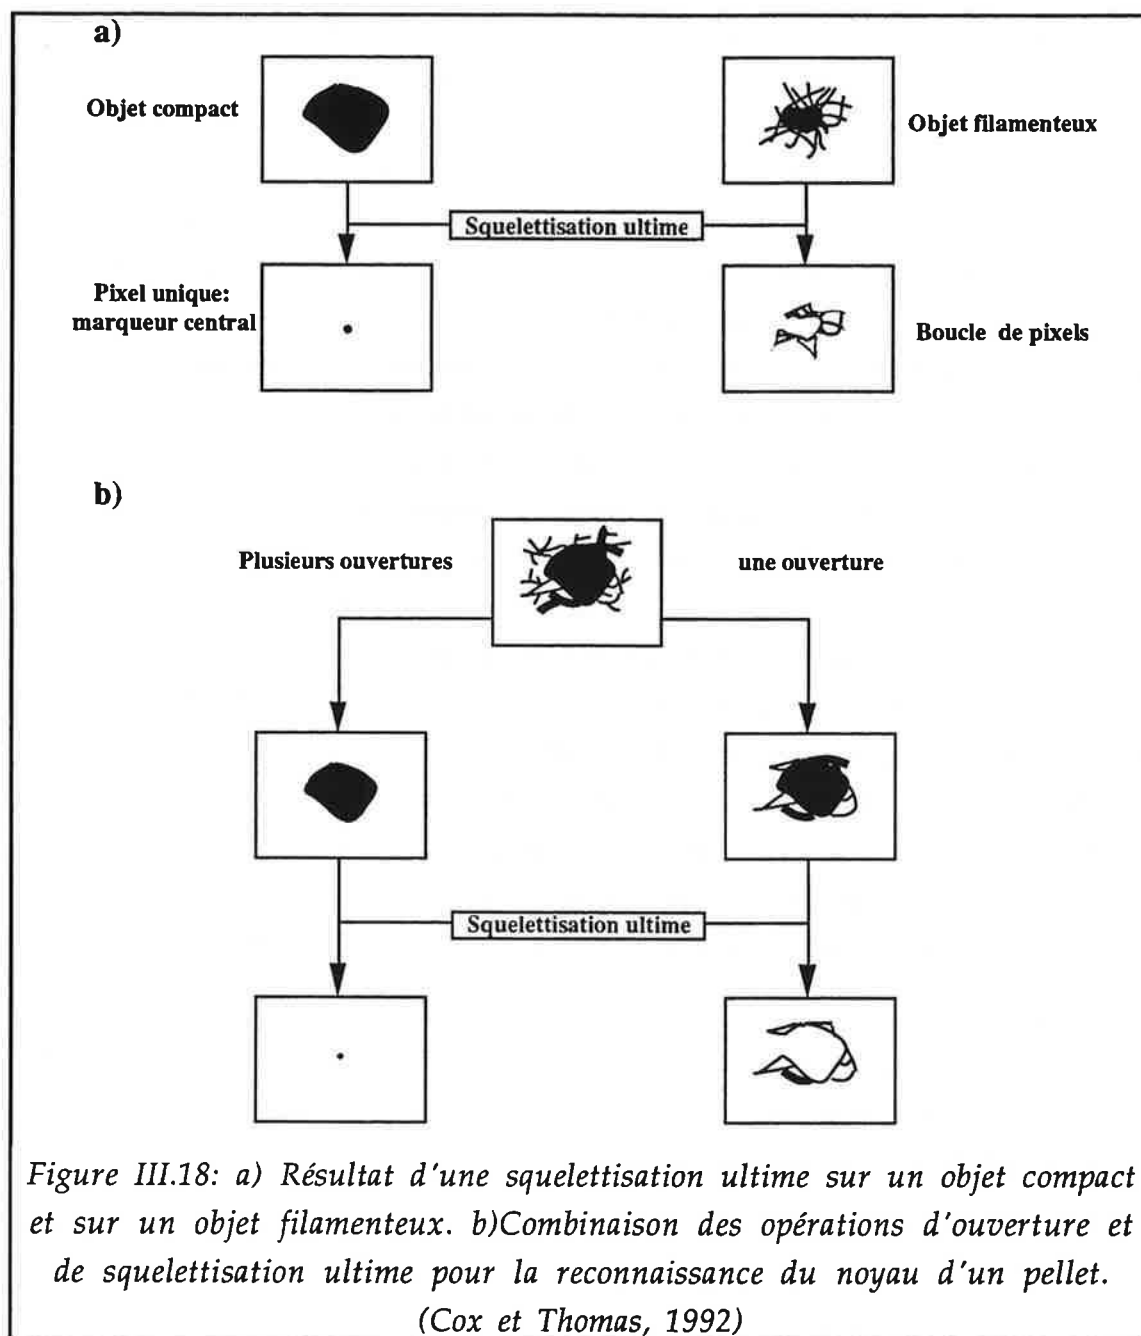 a)
Objet compact
Objet filamenteux
Squelettisation ultime
Pixel unique:
marqueur central
Boucle de pixels
b)
Plusieurs ouvertures
une ouverture
Squelettisation ultime
Figure III.18: a) Résultat d'une squelettisation ultime sur un objet compact
et sur un objet filamenteux. b)Combinaison des opérations d'ouverture et
de squelettisation ultime pour la reconnaissance du noyau d'un pellet.
(Cox et Thomas, 1992)